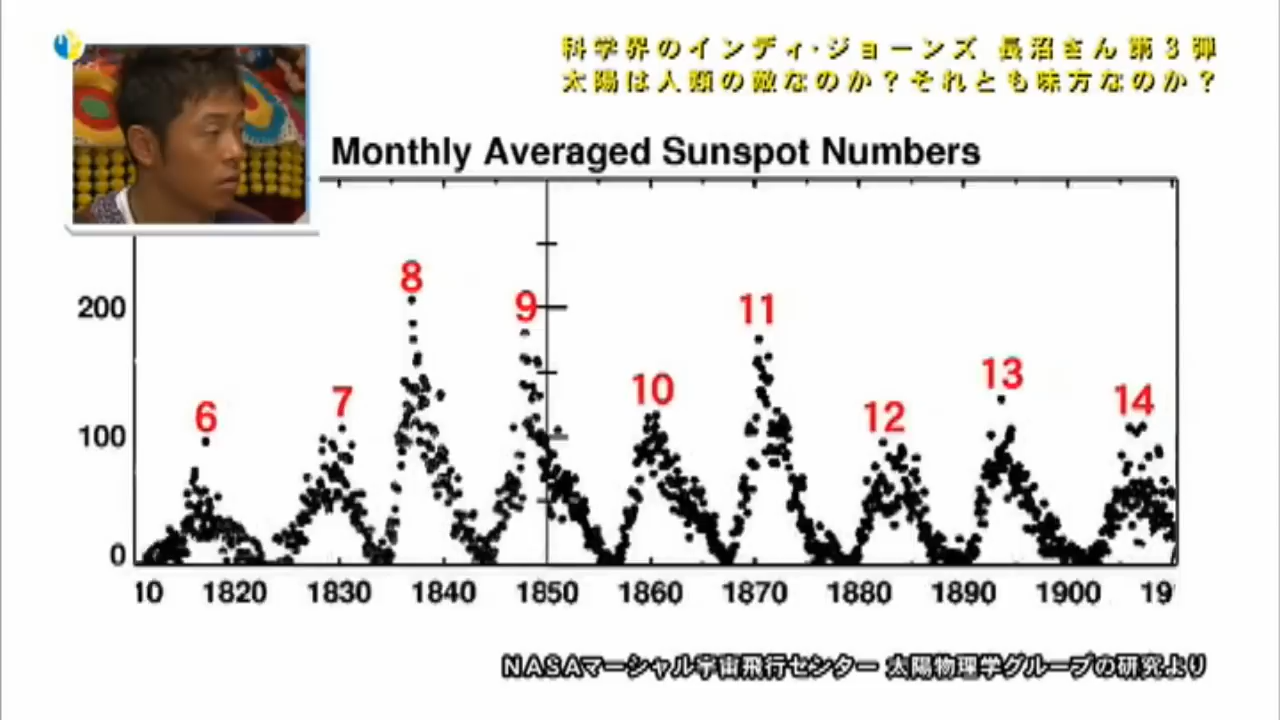 科学界のインディ・ジョーンズ 長沼さん第3弾
太陽は人類の敵なのか？それとも味方なのか？
Monthly Averaged Sunspot Numbers
200
100
0
6
7
8
9
10
11
12
13
14
10 1820 1830 1840 1850 1860 1870 1880 1890 1900 19
NASAマーシャル宇宙飛行センター 太陽物理学グループの研究より